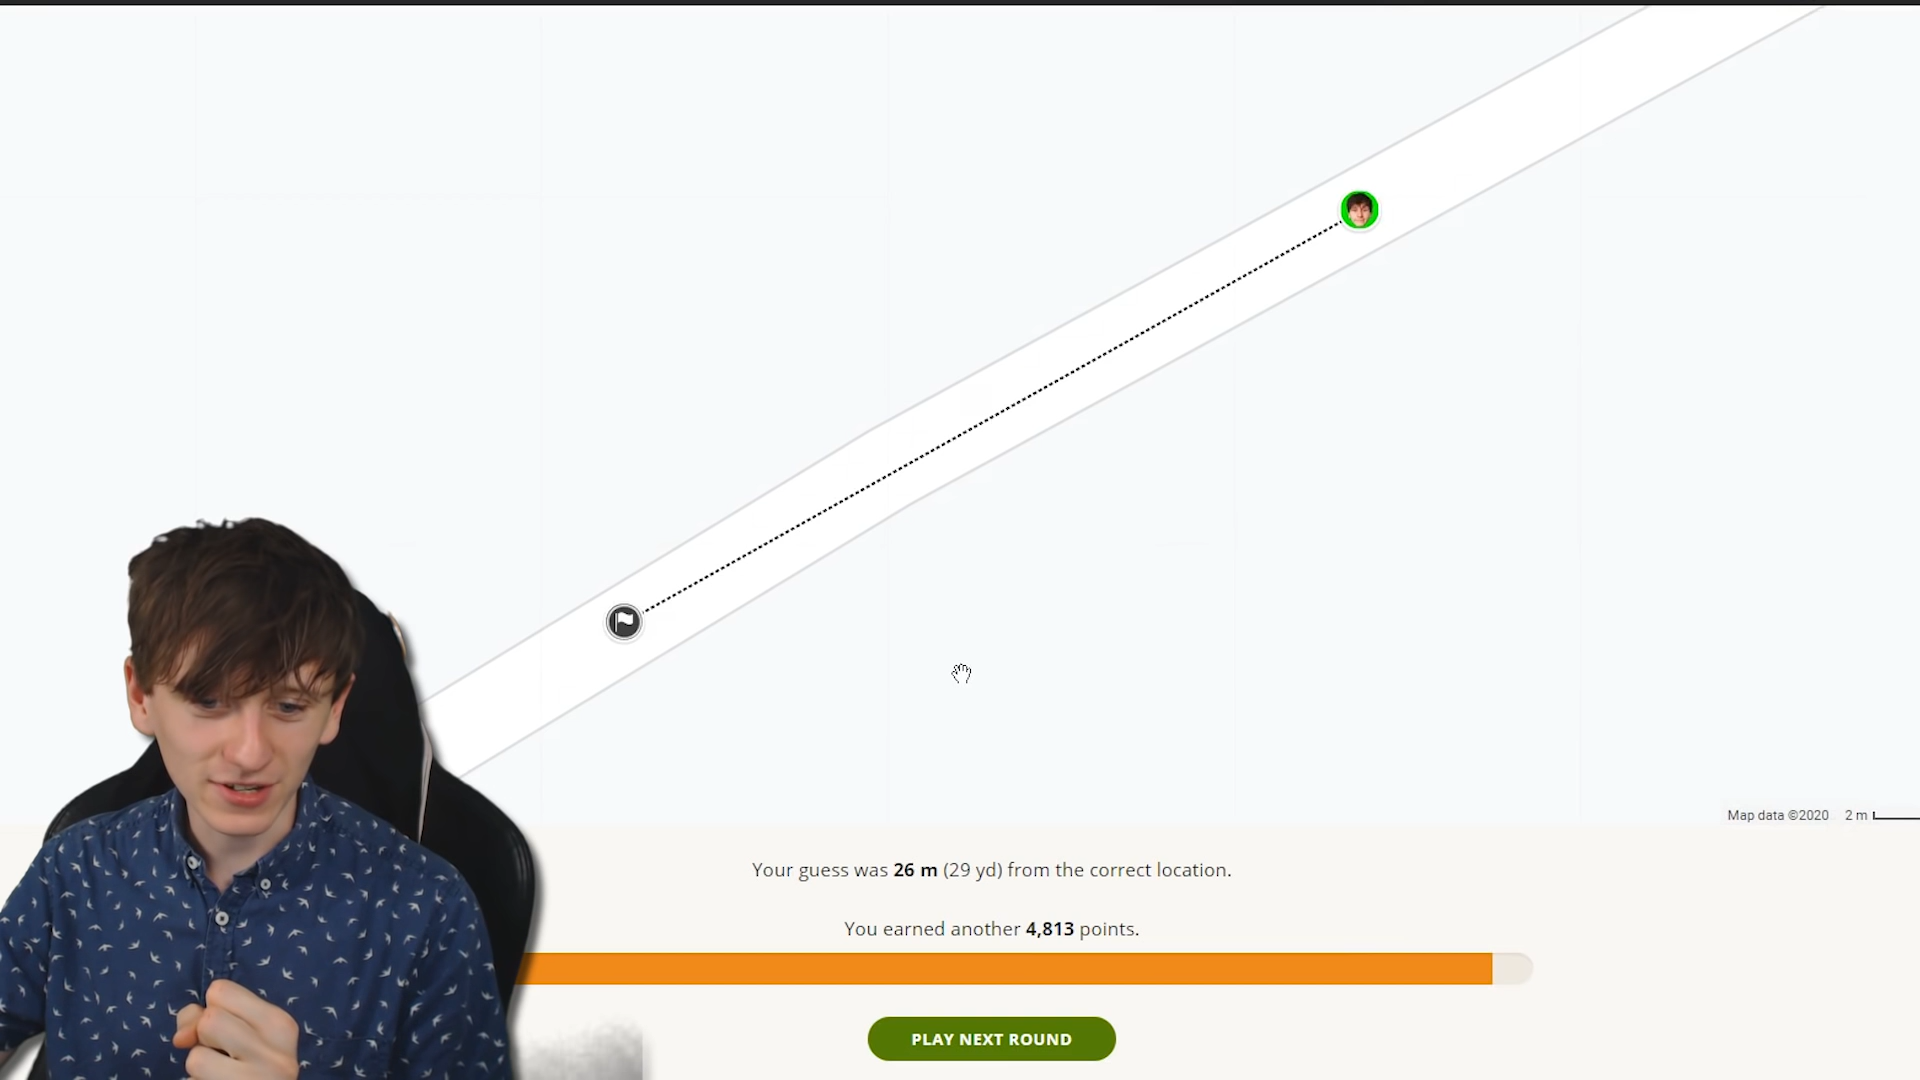 Map data ©2020 2 m
Your guess was 26 m (29 yd) from the correct location.
You earned another 4,813 points.
PLAY NEXT ROUND